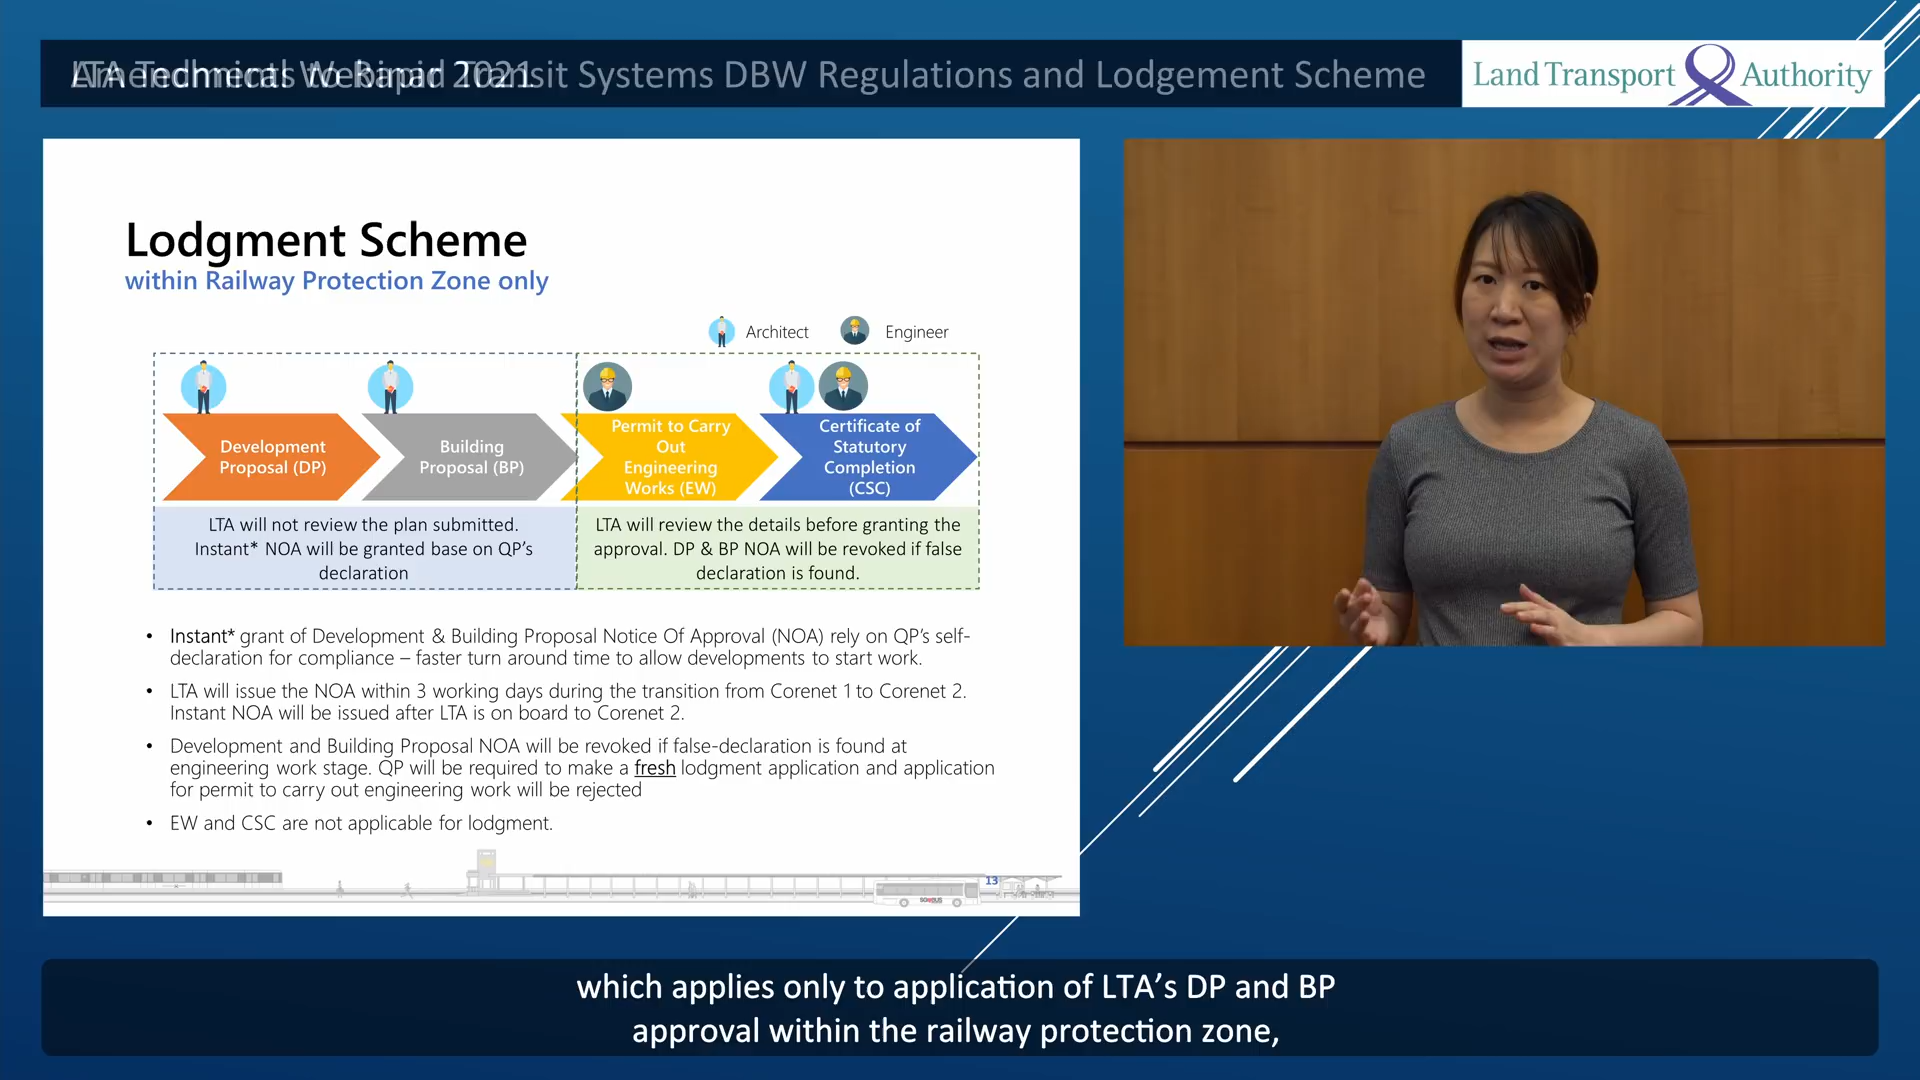 LTA Technical Webinar 2021
Amendments to Rapid Transit Systems DBW Regulations and Lodgement Scheme
Land Transport Authority
Lodgment Scheme
within Railway Protection Zone only
Architect Engineer
Development
Proposal (DP)
Building
Proposal (BP)
Permit to Carry
Out
Engineering
Works (EW)
Certificate of
Statutory
Completion
(CSC)
LTA will not review the plan submitted.
Instant* NOA will be granted base on QP's
declaration
LTA will review the details before granting the
approval. DP & BP NOA will be revoked if false
declaration is found.
• Instant* grant of Development & Building Proposal Notice Of Approval (NOA) rely on QP's self-
declaration for compliance – faster turn around time to allow developments to start work.
• LTA will issue the NOA within 3 working days during the transition from Corenet 1 to Corenet 2.
Instant NOA will be issued after LTA is on board to Corenet 2.
• Development and Building Proposal NOA will be revoked if false-declaration is found at
engineering work stage. QP will be required to make a fresh lodgment application and application
for permit to carry out engineering work will be rejected
• EW and CSC are not applicable for lodgment.
13
which applies only to application of LTA's DP and BP
approval within the railway protection zone,